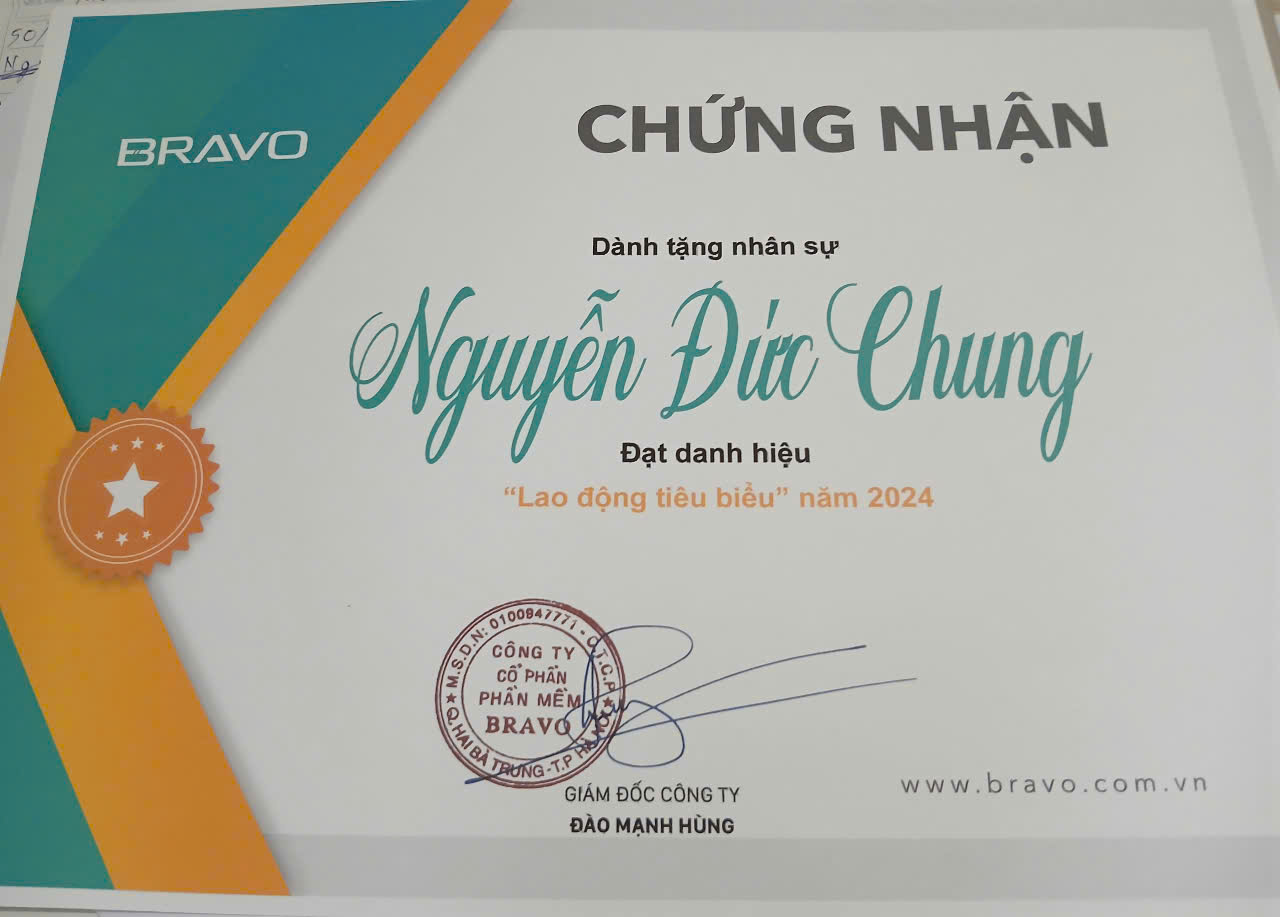 50/
Ng
BRAVO
CHỨNG NHẬN
Dành tặng nhân sự
Nguyễn Đức Chung
Đạt danh hiệu
“Lao động tiêu biểu” năm 2024
M.S.D.N: 0100947771 - C.T.C.P
CÔNG TY
CỔ PHẦN
PHẦN MỀM
BRAVO
Q.HAI BÀ TRƯNG - T.P HÀ NỘI
GIÁM ĐỐC CÔNG TY
ĐÀO MẠNH HÙNG
www.bravo.com.vn